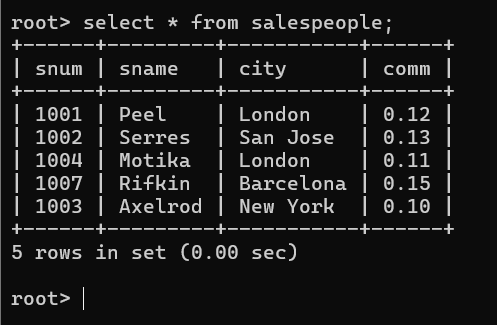 root> select * from salespeople;
+------+---------+-----------+------+
| snum | sname   | city      | comm |
+------+---------+-----------+------+
| 1001 | Peel    | London    | 0.12 |
| 1002 | Serres  | San Jose  | 0.13 |
| 1004 | Motika  | London    | 0.11 |
| 1007 | Rifkin  | Barcelona | 0.15 |
| 1003 | Axelrod | New York  | 0.10 |
+------+---------+-----------+------+
5 rows in set (0.00 sec)
root>